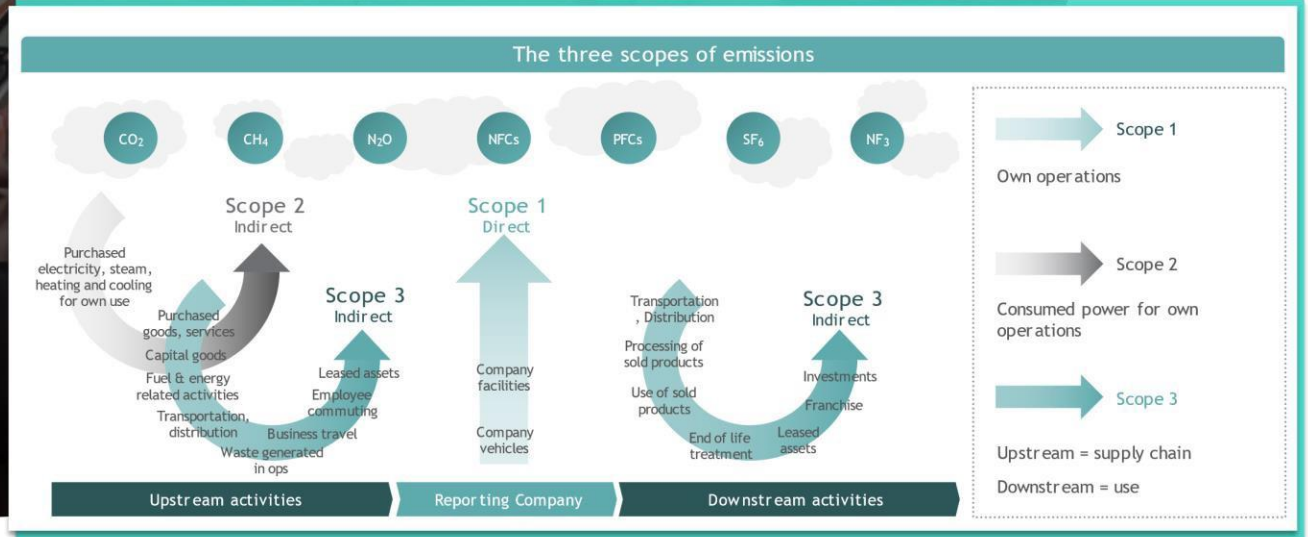 The three scopes of emissions
CO₂
CH₄
N₂O
NFCs
PFCs
SF₆
NF₃
Scope 2
Indirect
Purchased
electricity, steam,
heating and cooling
for own use
Scope 3
Indirect
Purchased
goods, services
Capital goods
Fuel & energy
related activities
Transportation,
distribution
Waste generated
in ops
Business travel
Employee
commuting
Leased assets
Scope 1
Direct
Company
facilities
Company
vehicles
Scope 3
Indirect
Transportation
, Distribution
Processing of
sold products
Use of sold
products
End of life
treatment
Leased
assets
Franchise
Investments
Upstream activities
Reporting Company
Downstream activities
Scope 1
Own operations
Scope 2
Consumed power for own
operations
Scope 3
Upstream = supply chain
Downstream = use